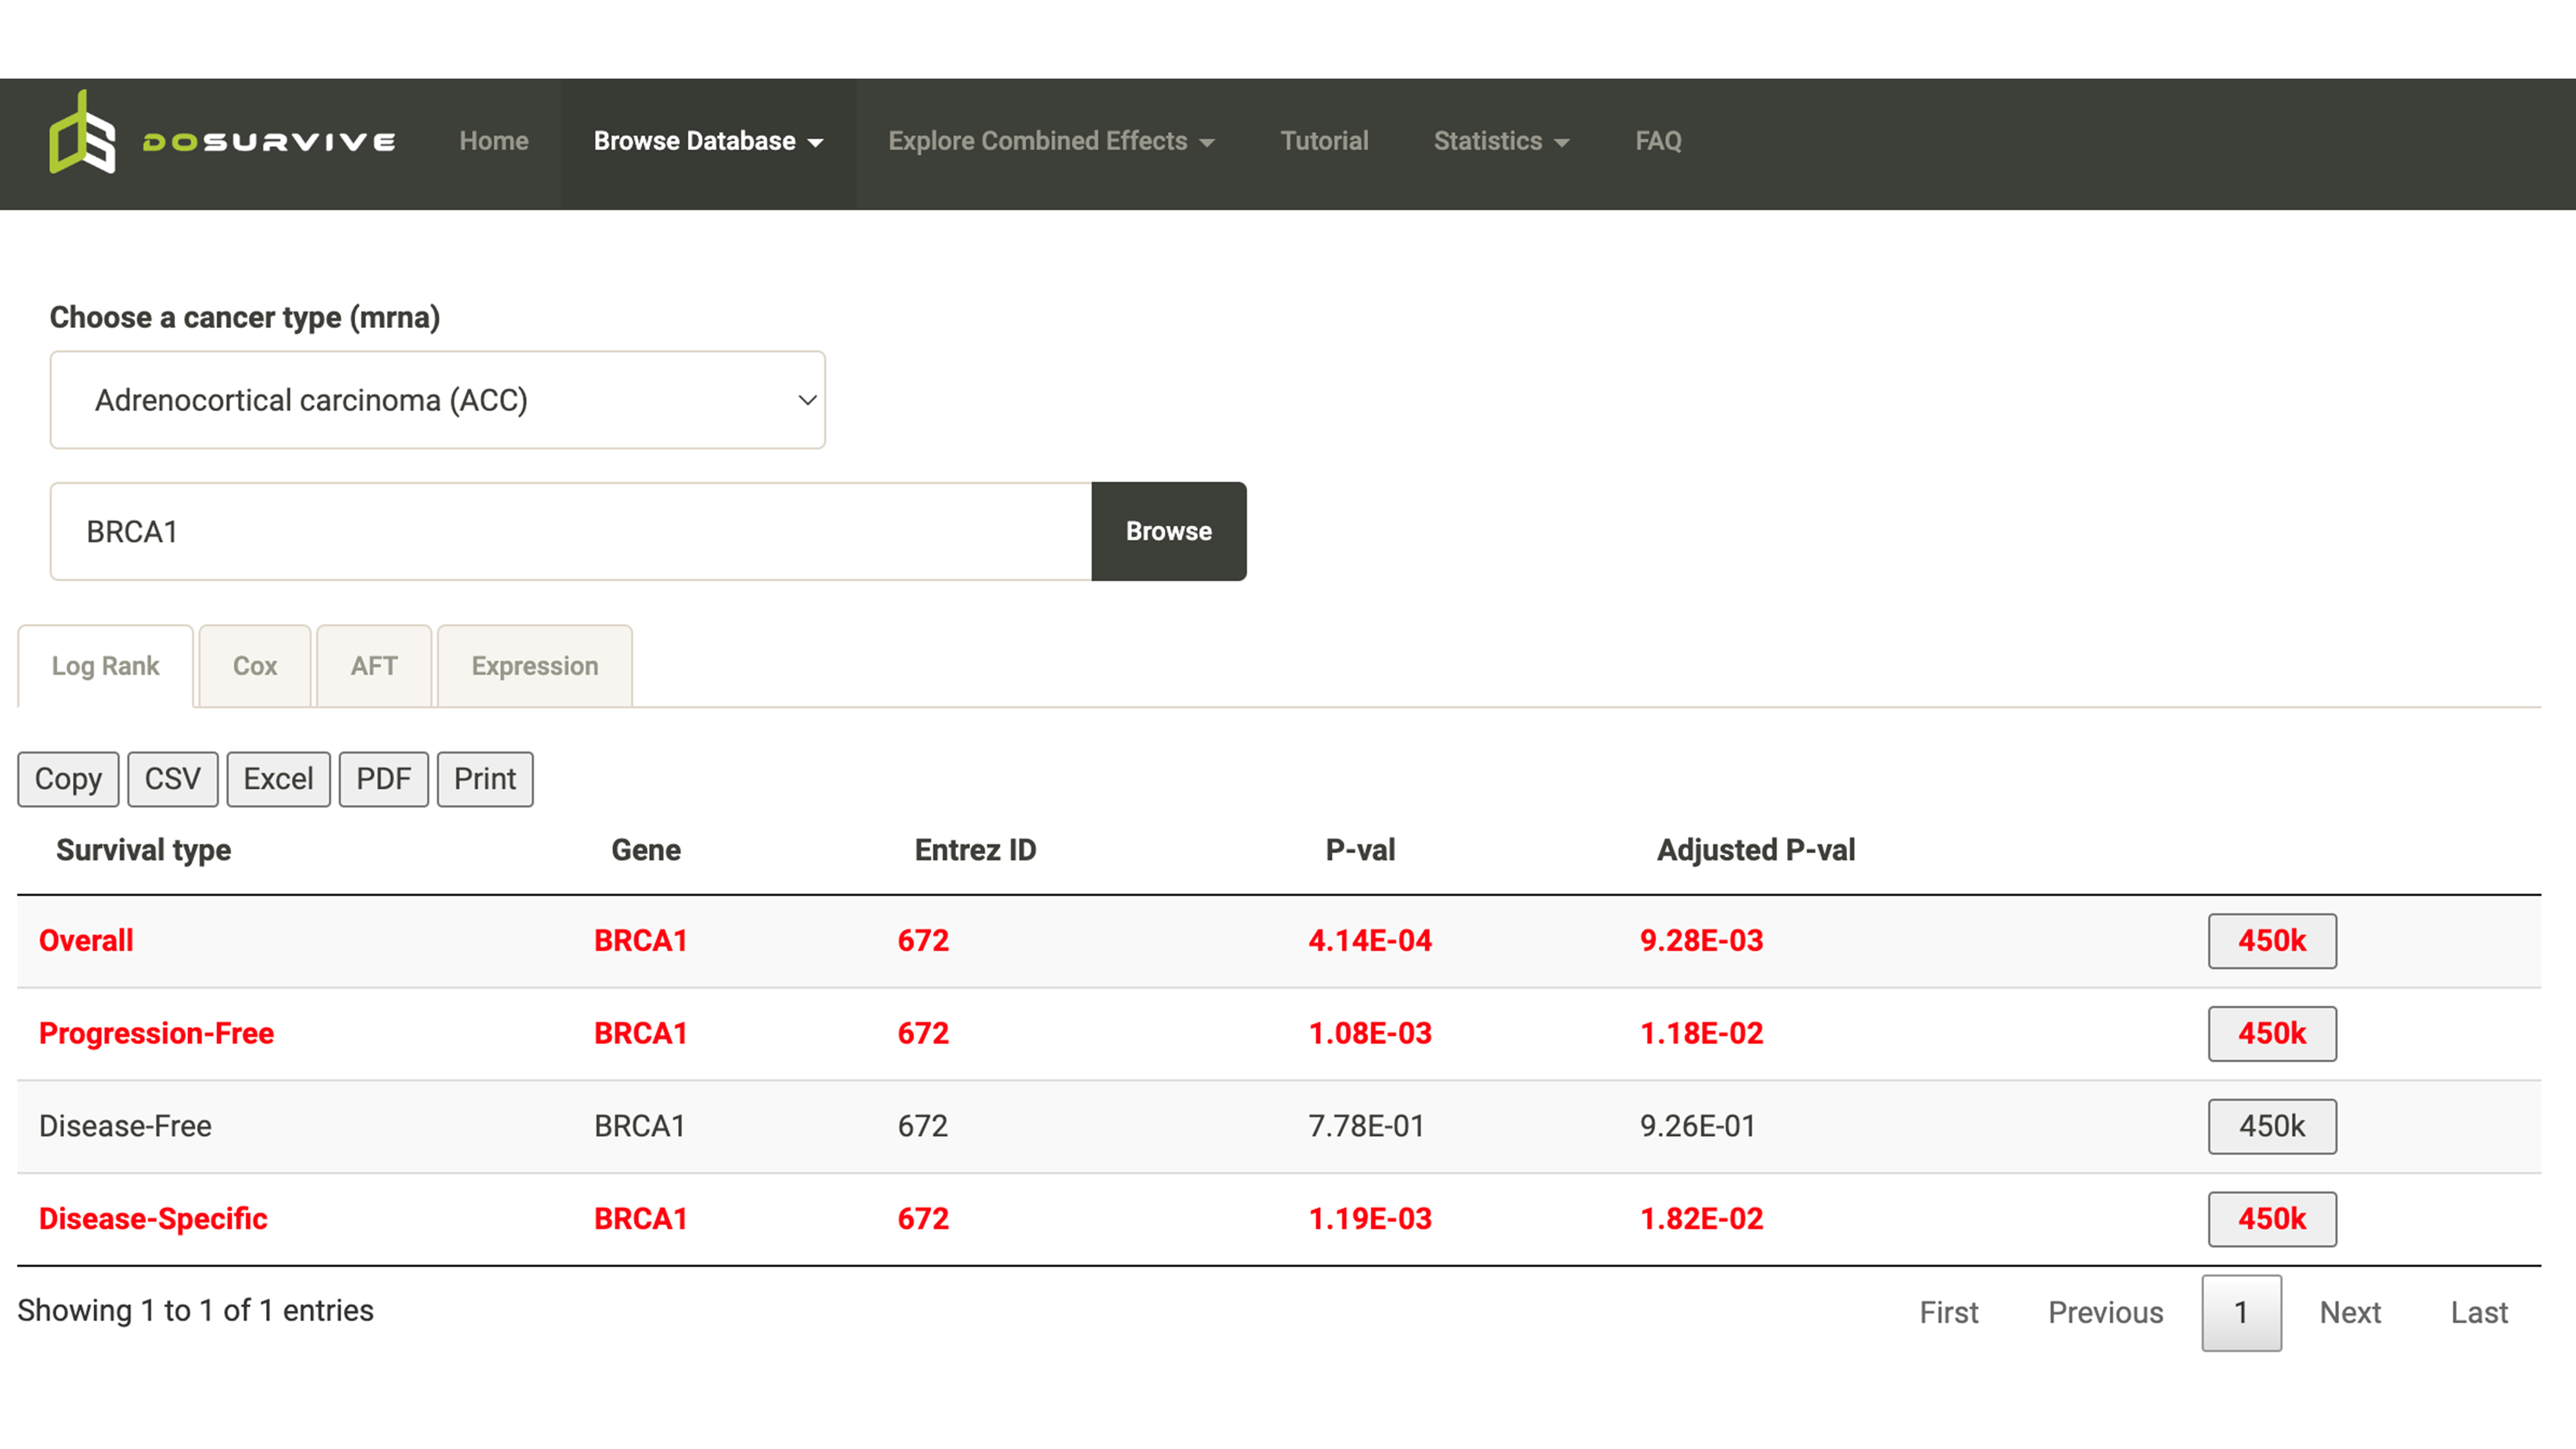 DOSURVIVE Home Browse Database Explore Combined Effects Tutorial Statistics FAQ
Choose a cancer type (mrna)
Adrenocortical carcinoma (ACC)
BRCA1 Browse
Log Rank Cox AFT Expression
Copy CSV Excel PDF Print
Survival type Gene Entrez ID P-val Adjusted P-val
Overall BRCA1 672 4.14E-04 9.28E-03 450k
Progression-Free BRCA1 672 1.08E-03 1.18E-02 450k
Disease-Free BRCA1 672 7.78E-01 9.26E-01 450k
Disease-Specific BRCA1 672 1.19E-03 1.82E-02 450k
Showing 1 to 1 of 1 entries First Previous 1 Next Last